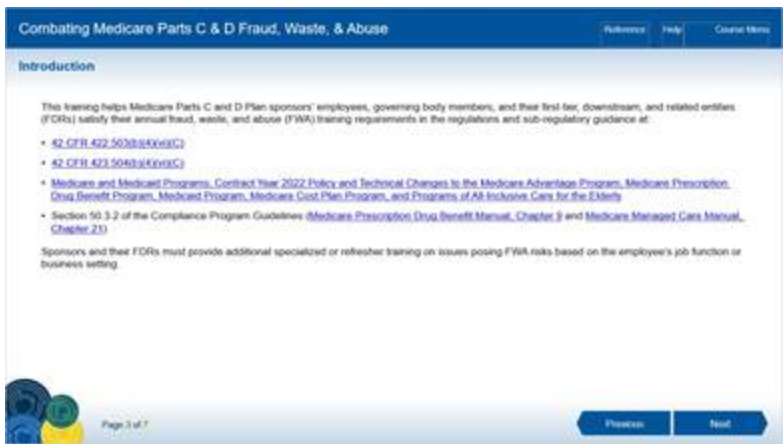 Combating Medicare Parts C & D Fraud, Waste, & Abuse
Reference Help Course Menu
Introduction
This training helps Medicare Parts C and D Plan sponsors' employees, governing body members, and their first-tier, downstream, and related entities
(FDRs) satisfy their annual fraud, waste, and abuse (FWA) training requirements in the regulations and sub-regulatory guidance at:
• 42 CFR 422.503(b)(4)(vi)(C)
• 42 CFR 423.504(b)(4)(vi)(C)
• Medicare and Medicaid Programs, Contract Year 2022 Policy and Technical Changes to the Medicare Advantage Program, Medicare Prescription
Drug Benefit Program, Medicaid Program, Medicare Cost Plan Program, and Programs of All-Inclusive Care for the Elderly
• Section 50.3.2 of the Compliance Program Guidelines (Medicare Prescription Drug Benefit Manual, Chapter 9 and Medicare Managed Care Manual,
Chapter 21)
Sponsors and their FDRs must provide additional specialized or refresher training on issues posing FWA risks based on the employee's job function or
business setting.
Page 3 of 7
Previous Next